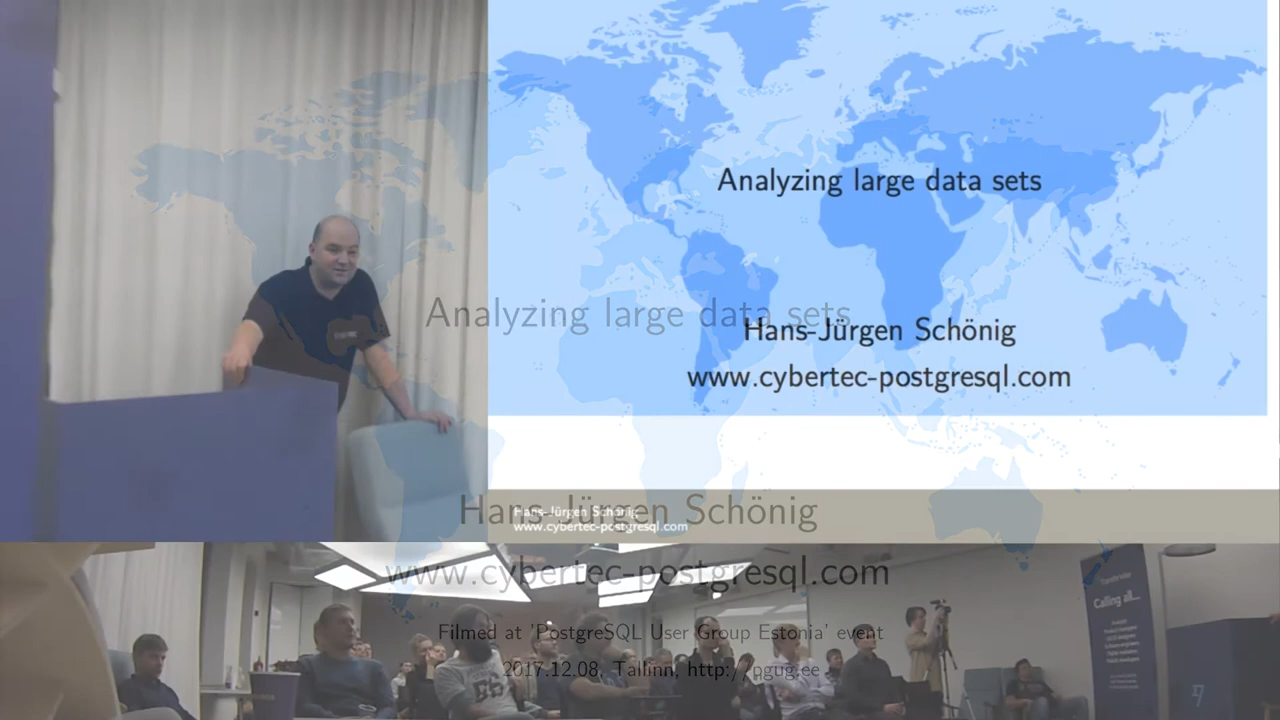 Analyzing large data sets
Hans-Jürgen Schönig
www.cybertec-postgresql.com
Analyzing large data sets
Hans-Jürgen Schönig
www.cybertec-postgresql.com
Hans-Jürgen Schönig
www.cybertec-postgresql.com
Filmed at 'PostgreSQL User Group Estonia' event
2017.12.08, Tallinn, http://pgug.ee
Calling all...